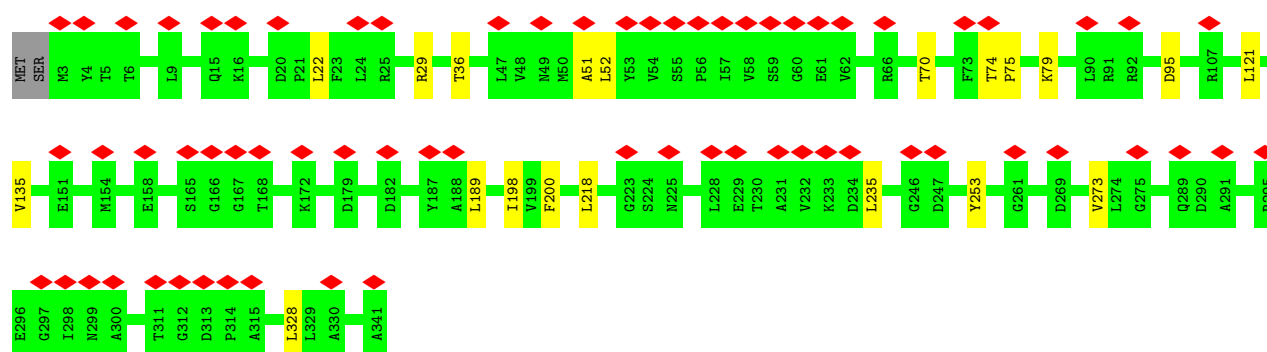 MET SER M3 Y4 T5 T6 L9 Q15 K16 D20 P21 L22 F23 L24 R25 R29 T36 L47 V48 N49 M50 A51 L52 Y53 V54 S55 P56 I57 V58 S59 G60 E61 V62 R66 T70 F73 T74 P75 K79 L90 R91 R92 D95 R107 L121
V135 E151 M154 E158 S165 G166 G167 T168 K172 D179 D182 Y187 A188 L189 I198 V199 F200 L218 G223 S224 N225 L228 E229 T230 A231 V232 K233 D234 L235 G246 D247 Y253 G261 D269 V273 L274 G275 Q289 D290 A291
E296 G297 I298 N299 A300 T311 G312 D313 P314 A315 L328 L329 A330 A341